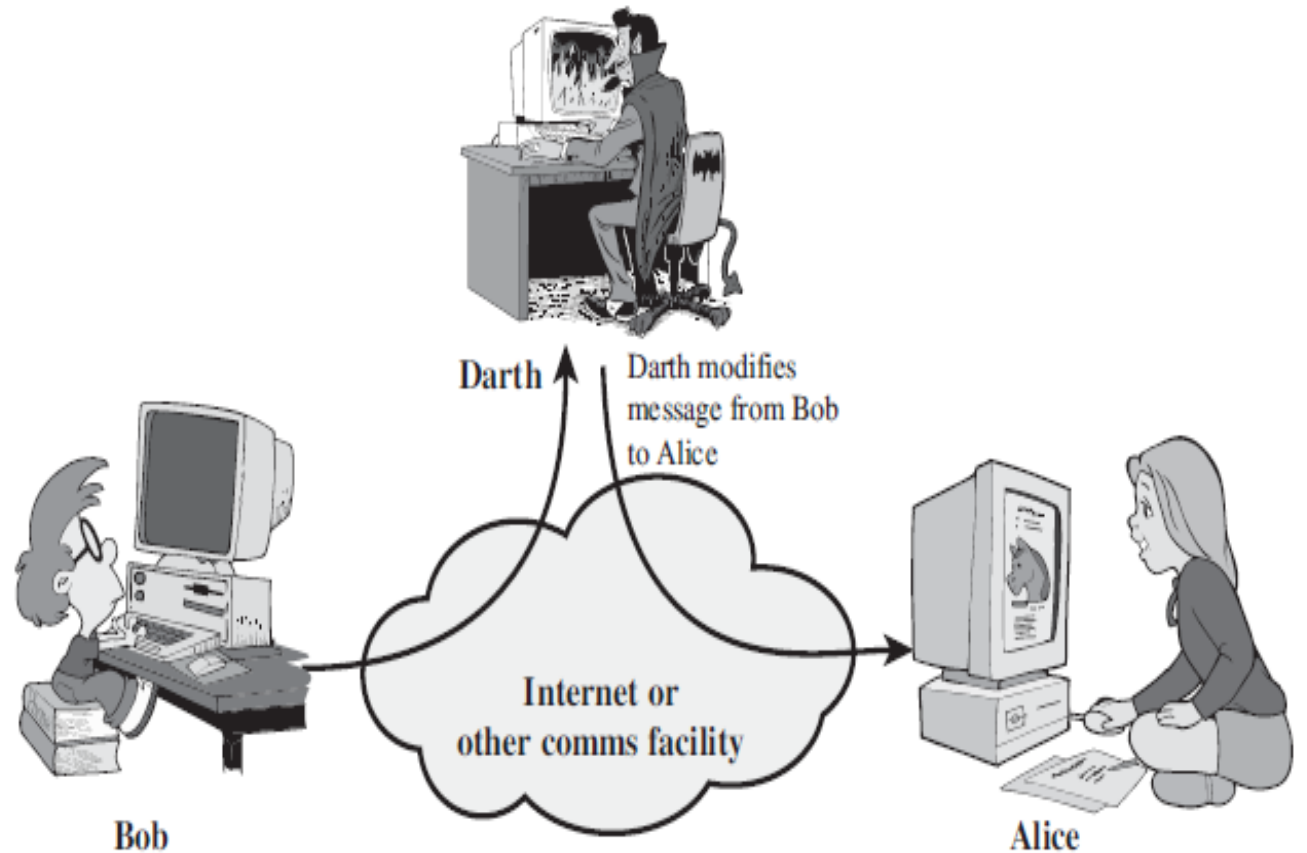 Darth
Darth modifies
message from Bob
to Alice
Internet or
other comms facility
Bob
Alice